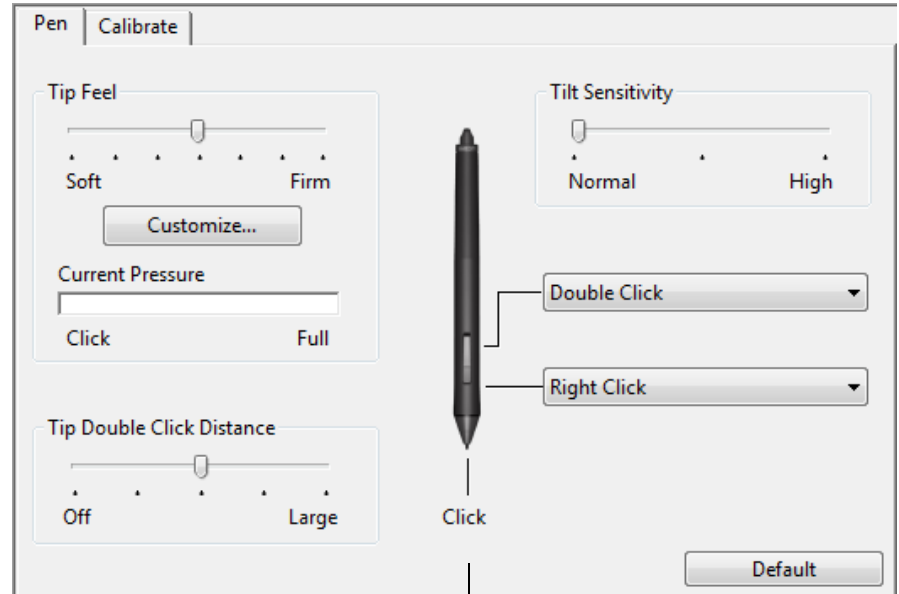 Pen
Calibrate
Tip Feel
Soft
Firm
Customize...
Current Pressure
Click
Full
Tip Double Click Distance
Off
Large
Click
Tilt Sensitivity
Normal
High
Double Click
Right Click
Default